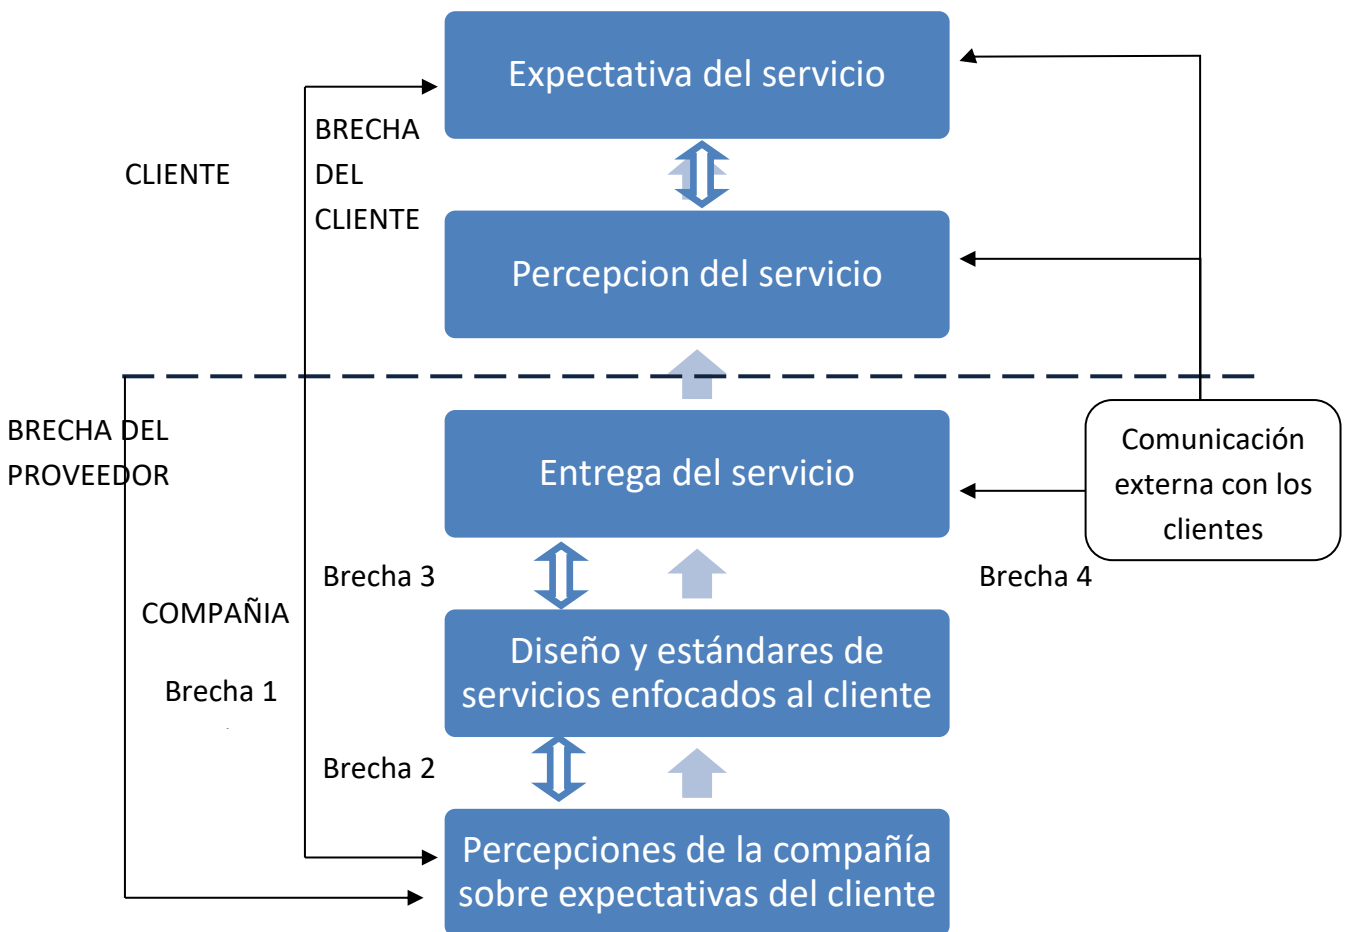 Expectativa del servicio
BRECHA
DEL
CLIENTE
CLIENTE
Percepcion del servicio
BRECHA DEL
PROVEEDOR
Entrega del servicio
Comunicación
externa con los
clientes
Brecha 3
Brecha 4
COMPAÑIA
Diseño y estándares de
servicios enfocados al cliente
Brecha 1
Brecha 2
Percepciones de la compañía
sobre expectativas del cliente